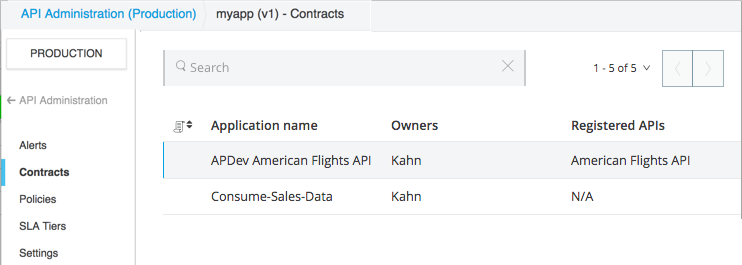 API Administration (Production) myapp (v1) - Contracts
PRODUCTION
Search
1 - 5 of 5
API Administration
Application name Owners Registered APIs
Alerts
APDev American Flights API Kahn American Flights API
Contracts
Consume-Sales-Data Kahn N/A
Policies
SLA Tiers
Settings